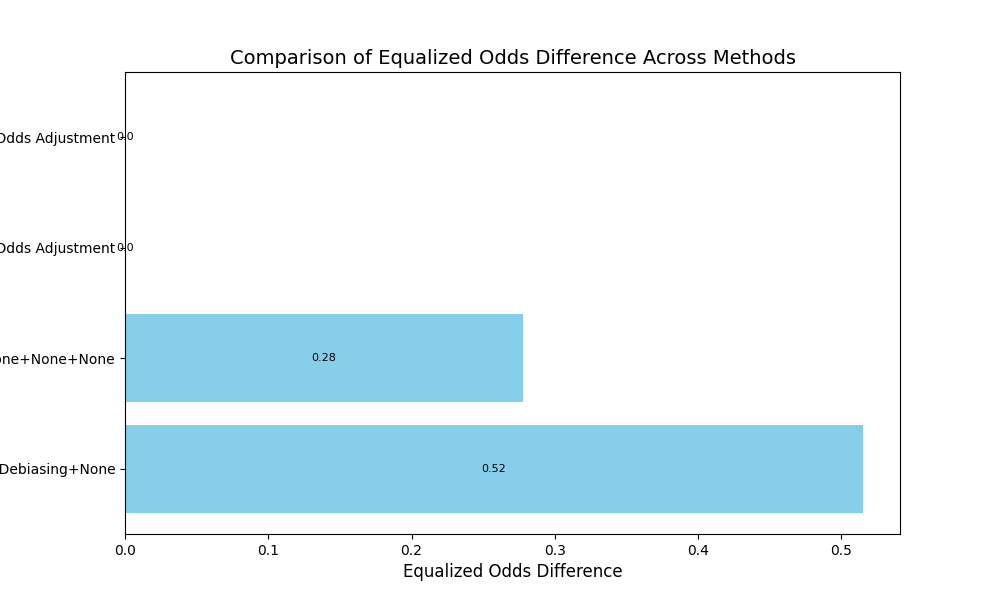 Comparison of Equalized Odds Difference Across Methods
Odds Adjustment
0.0
Odds Adjustment
0.0
None+None
0.28
Debiasing+None
0.52
0.0 0.1 0.2 0.3 0.4 0.5
Equalized Odds Difference